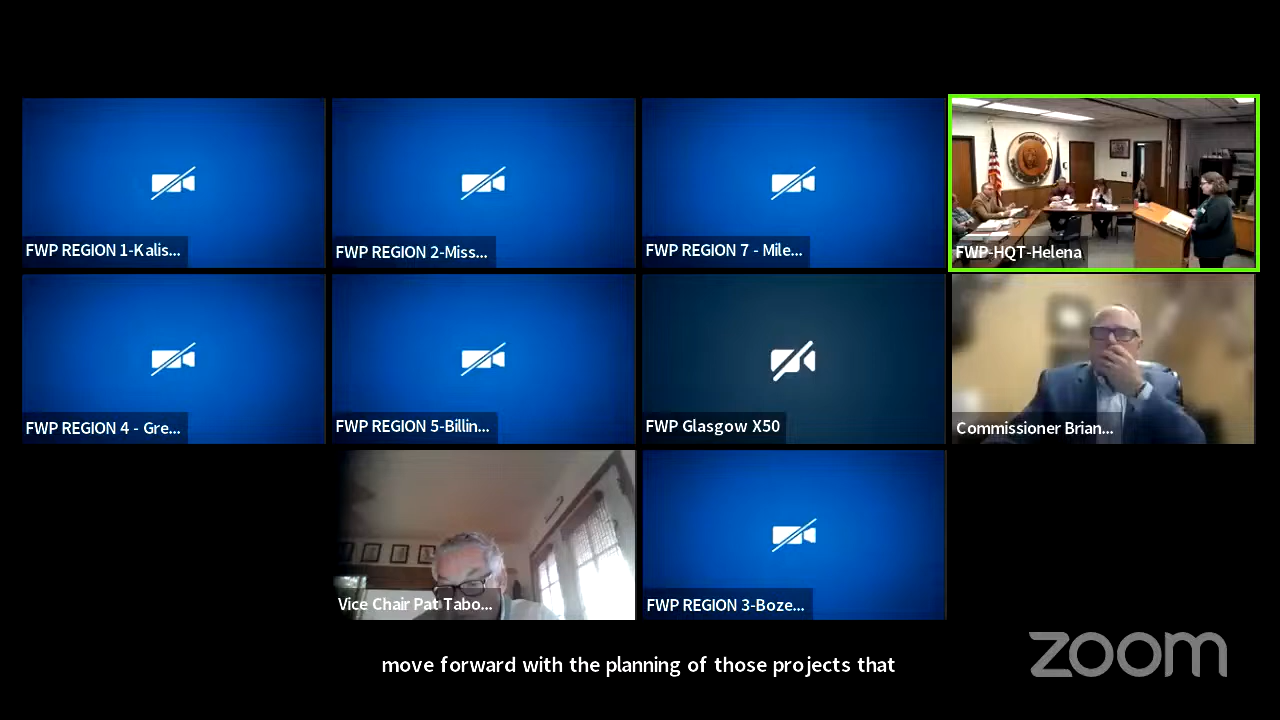 FWP REGION 1-Kalis...
FWP REGION 2-Miss...
FWP REGION 7 - Mile...
FWP-HQT-Helena
FWP REGION 4 - Gre...
FWP REGION 5-Billin...
FWP Glasgow X50
Commissioner Brian...
Vice Chair Pat Tabo...
FWP REGION 3-Boze...
move forward with the planning of those projects that
zoom